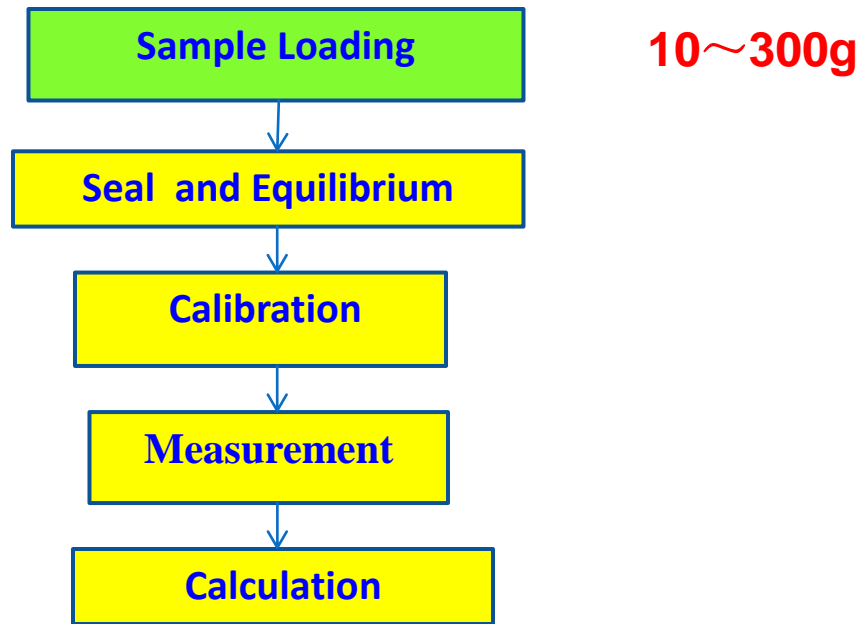 Sample Loading
10～300g
Seal and Equilibrium
Calibration
Measurement
Calculation